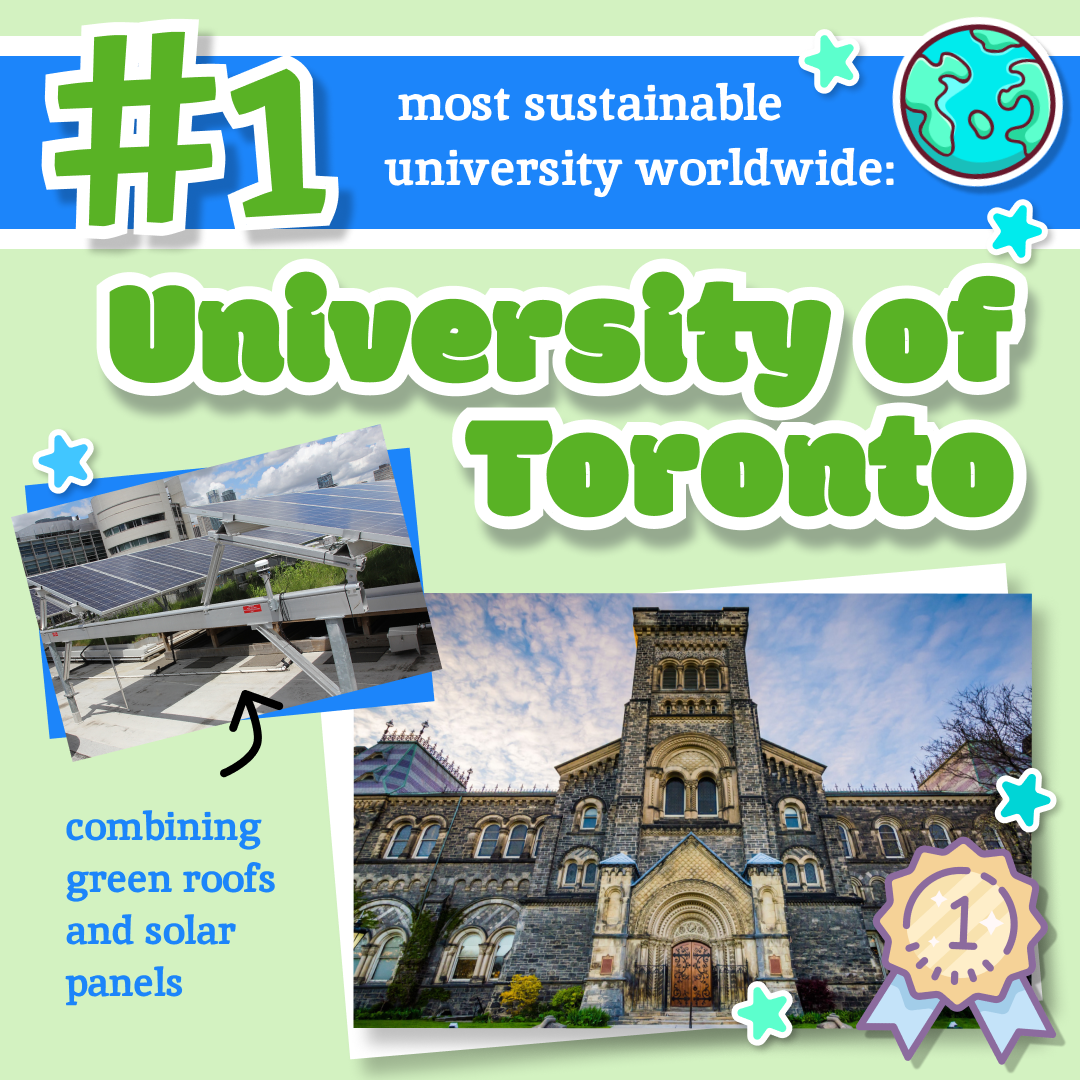 #1
most sustainable
university worldwide:
University of
Toronto
combining
green roofs
and solar
panels
1